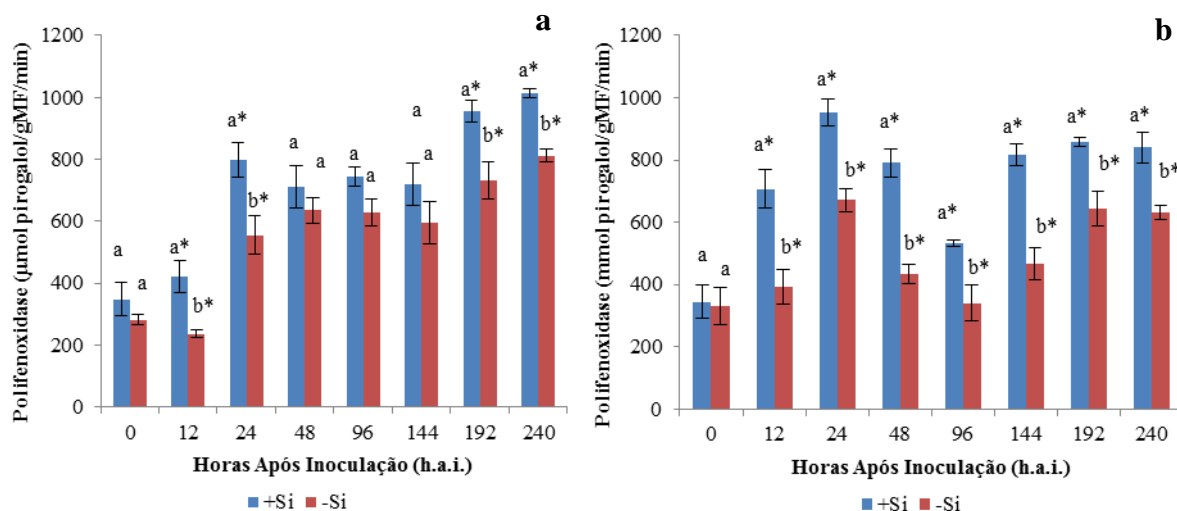 a
Polifenoxidase (µmol pirogalol/gMF/min)
1200
1000
800
600
400
200
0
a a a* b* a* b* a a a a a a a* b* a* b*
0 12 24 48 96 144 192 240
Horas Após Inoculação (h.a.i.)
+Si -Si
b
Polifenoxidase (mmol pirogalol/gMF/min)
1200
1000
800
600
400
200
0
a a a* b* a* b* a* b* a* b* a* b* a* b* a* b*
0 12 24 48 96 144 192 240
Horas Após Inoculação (h.a.i.)
+Si -Si